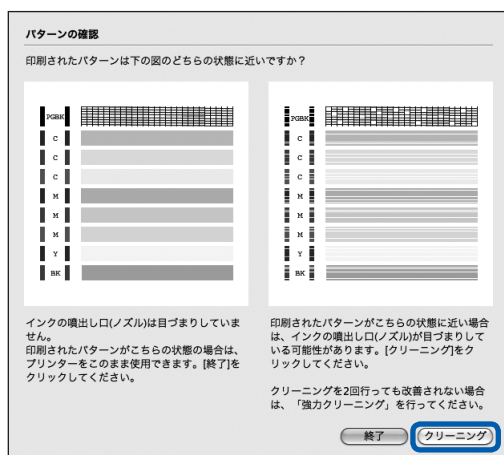 パターンの確認
印刷されたパターンは下の図のどちらの状態に近いですか?
PGBK
C
C
C
M
M
M
Y
BK
PGBK
C
C
C
M
M
M
Y
BK
インクの噴出し口(ノズル)は目づまりしていま
せん。
印刷されたパターンがこちらの状態の場合は、
プリンターをこのまま使用できます。[終了]を
クリックしてください。
印刷されたパターンがこちらの状態に近い場合
は、インクの噴出し口(ノズル)が目づまりして
いる可能性があります。[クリーニング]をク
リックしてください。
クリーニングを2回行っても改善されない場合
は、「強力クリーニング」を行ってください。
終了
クリーニング